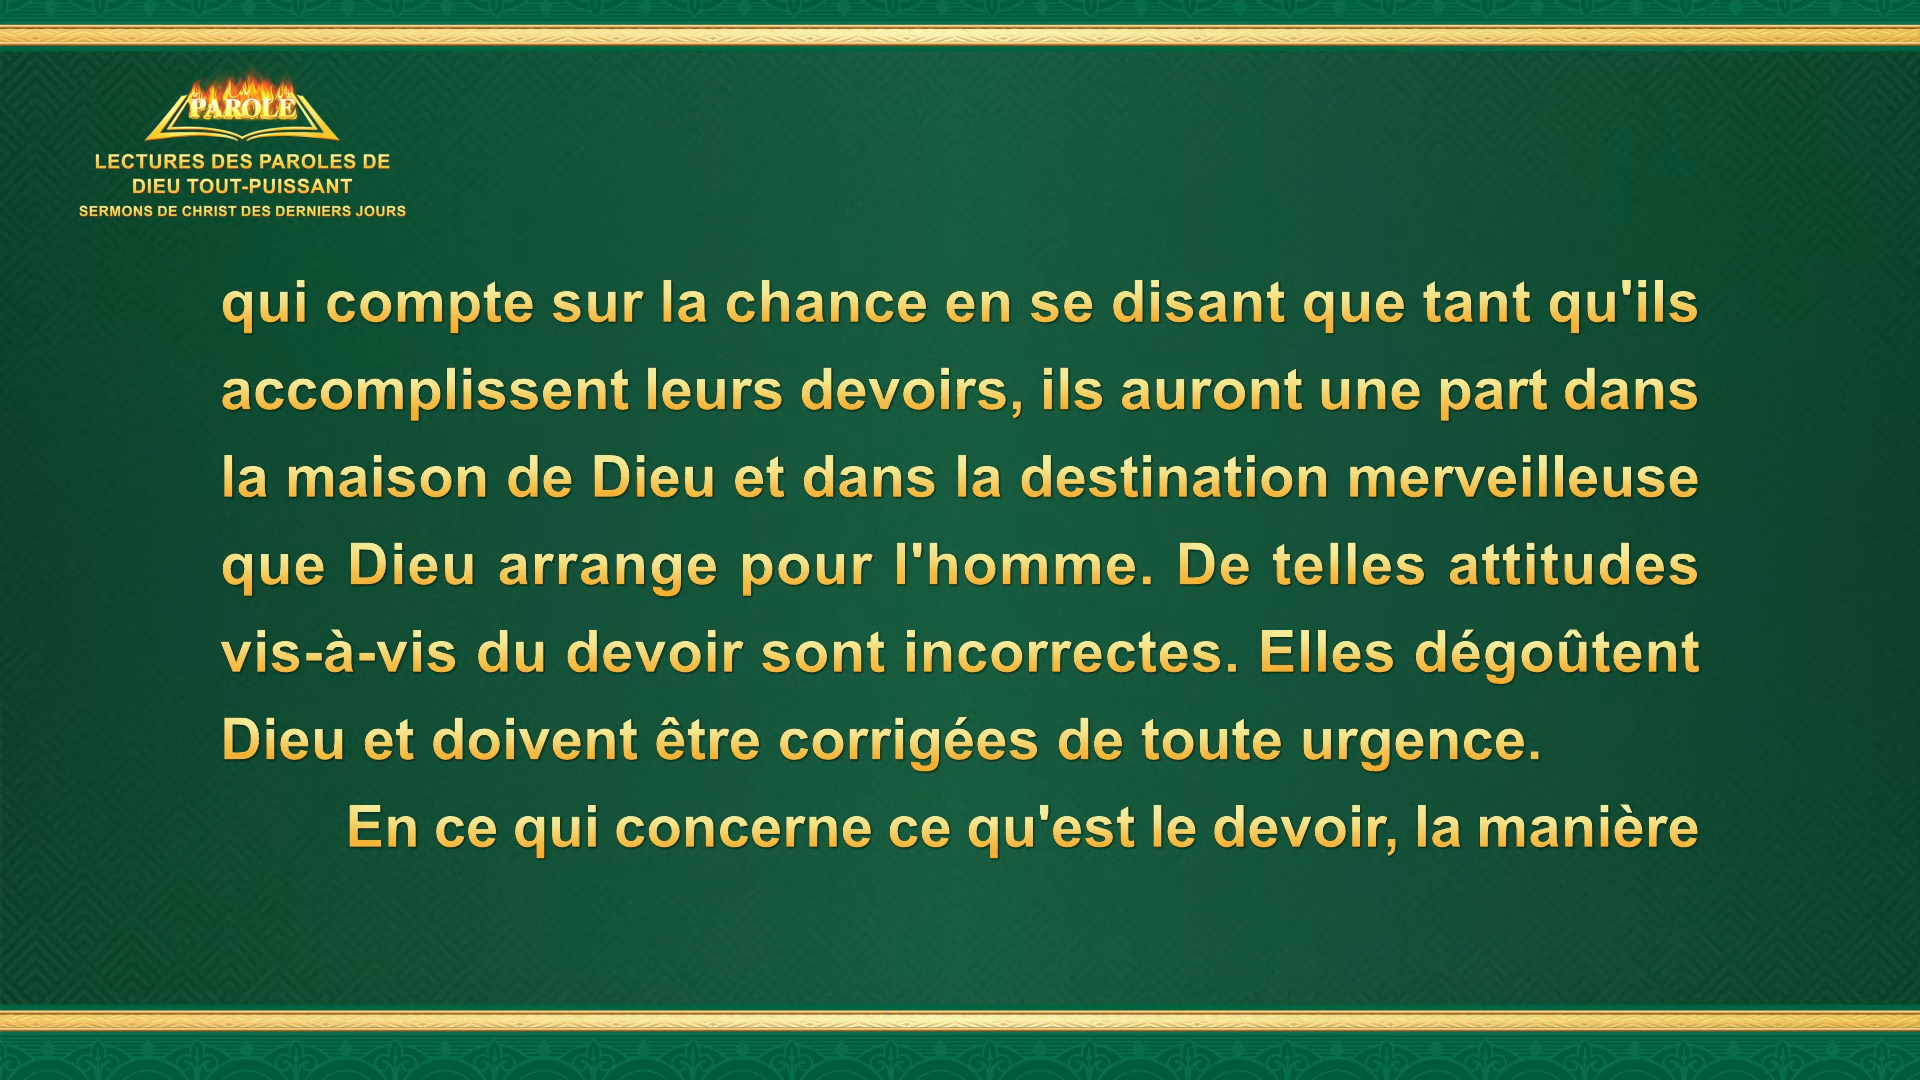 PAROLE
LECTURES DES PAROLES DE
DIEU TOUT-PUISSANT
SERMONS DE CHRIST DES DERNIERS JOURS
qui compte sur la chance en se disant que tant qu'ils
accomplissent leurs devoirs, ils auront une part dans
la maison de Dieu et dans la destination merveilleuse
que Dieu arrange pour l'homme. De telles attitudes
vis-à-vis du devoir sont incorrectes. Elles dégoûtent
Dieu et doivent être corrigées de toute urgence.
En ce qui concerne ce qu'est le devoir, la manière